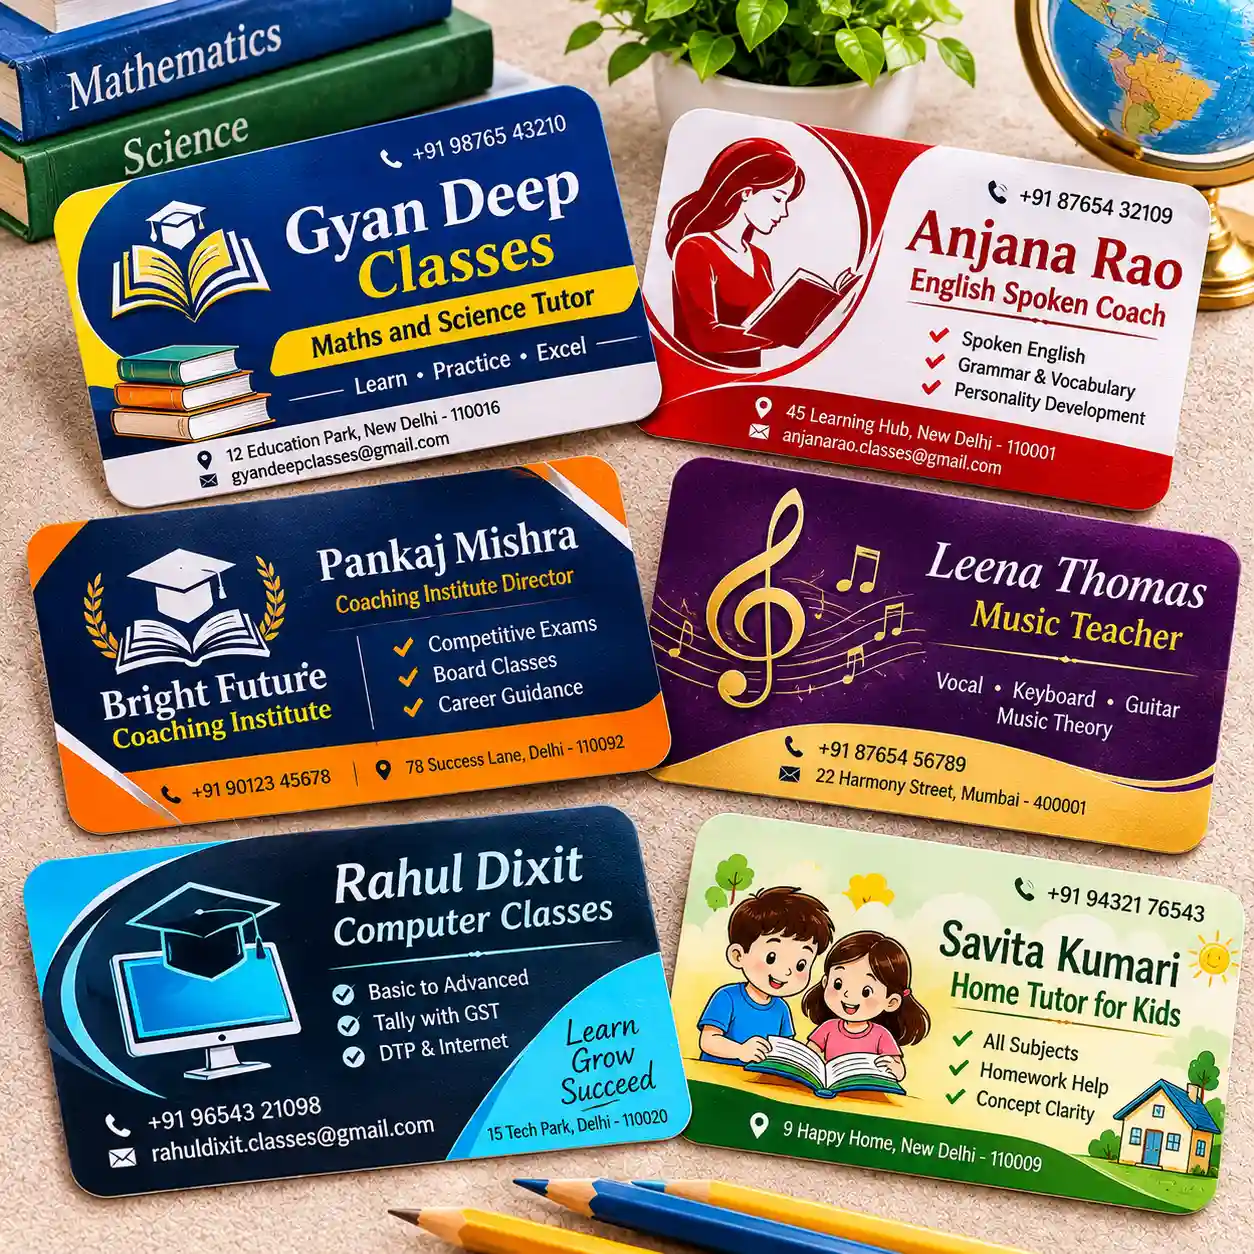 Mathematics
Science
+91 98765 43210
Gyan Deep
Classes
Maths and Science Tutor
Learn • Practice • Excel
12 Education Park, New Delhi - 110016
gyandeepclasses@gmail.com
+91 87654 32109
Anjana Rao
English Spoken Coach
Spoken English
Grammar & Vocabulary
Personality Development
45 Learning Hub, New Delhi - 110001
anjanarao.classes@gmail.com
Bright Future
Coaching Institute
Pankaj Mishra
Coaching Institute Director
Competitive Exams
Board Classes
Career Guidance
+91 90123 45678
78 Success Lane, Delhi - 110092
Leena Thomas
Music Teacher
Vocal • Keyboard • Guitar
Music Theory
+91 87654 56789
22 Harmony Street, Mumbai - 400001
Rahul Dixit
Computer Classes
Basic to Advanced
Tally with GST
DTP & Internet
Learn
Grow
Succeed
+91 96543 21098
rahuldixit.classes@gmail.com
15 Tech Park, Delhi - 110020
+91 94321 76543
Savita Kumari
Home Tutor for Kids
All Subjects
Homework Help
Concept Clarity
9 Happy Home, New Delhi - 110009